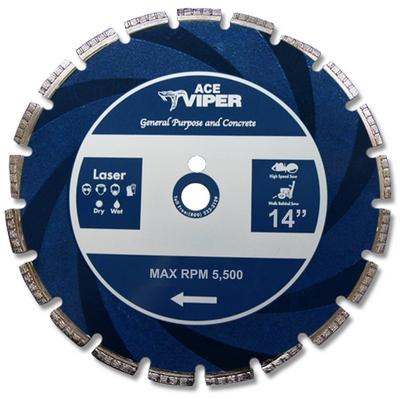 ACE
VIPER
General Purpose and Concrete
Laser
Dry Wet
High Speed Saw
Walk Behind Saw
14”
MAX RPM 5,500